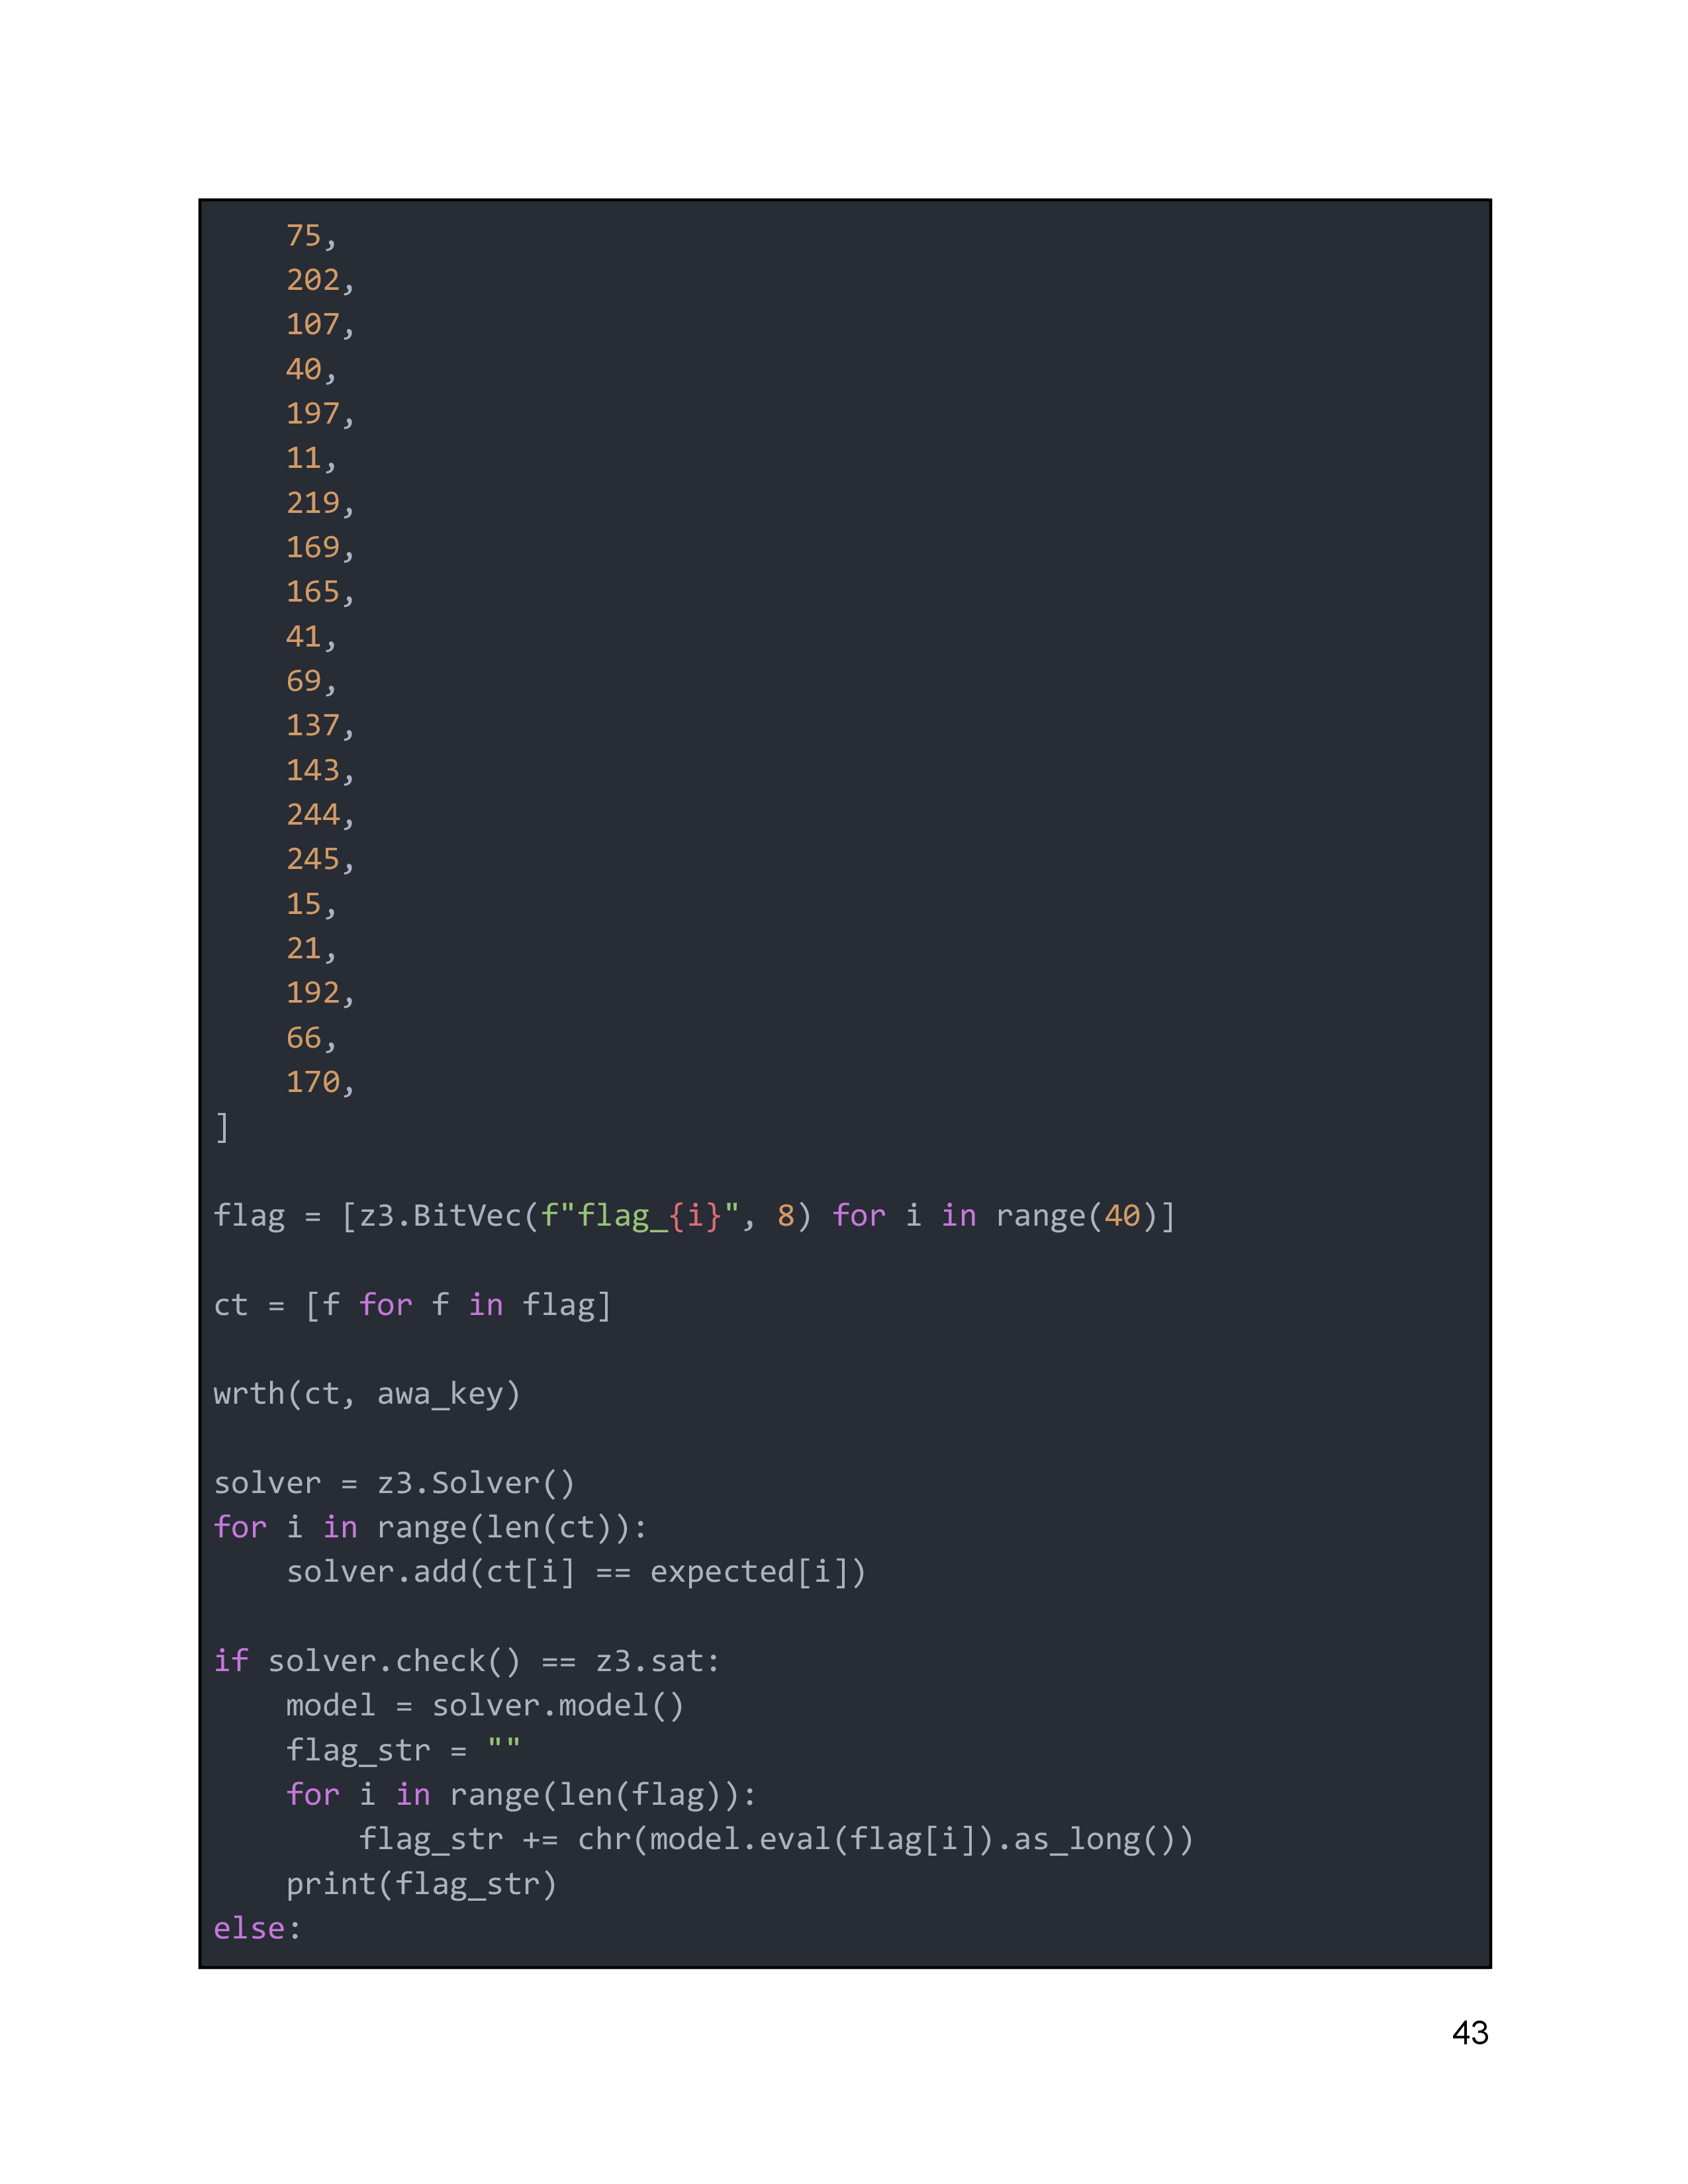 75,
    202,
    107,
    40,
    197,
    11,
    219,
    169,
    165,
    41,
    69,
    137,
    143,
    244,
    245,
    15,
    21,
    192,
    66,
    170,
]

flag = [z3.BitVec(f"flag_{i}", 8) for i in range(40)]

ct = [f for f in flag]

wrth(ct, awa_key)

solver = z3.Solver()
for i in range(len(ct)):
    solver.add(ct[i] == expected[i])

if solver.check() == z3.sat:
    model = solver.model()
    flag_str = ""
    for i in range(len(flag)):
        flag_str += chr(model.eval(flag[i]).as_long())
    print(flag_str)
else:
43